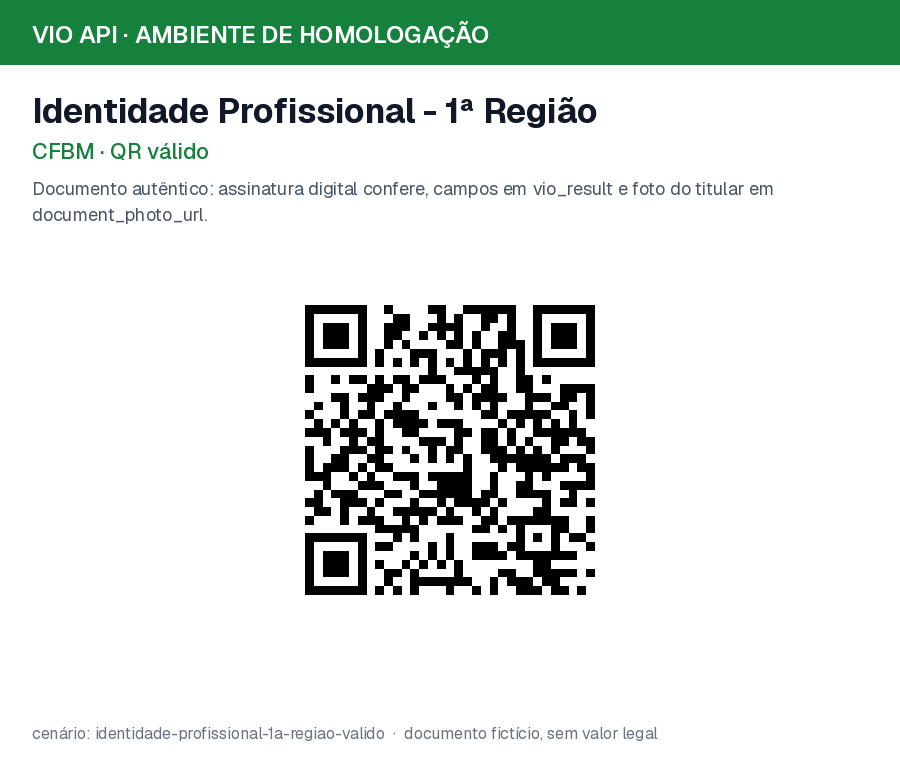 VIO API · AMBIENTE DE HOMOLOGAÇÃO
Identidade Profissional - 1ª Região
CFBM · QR válido
Documento autêntico: assinatura digital confere, campos em vio_result e foto do titular em
document_photo_url.
cenário: identidade-profissional-1a-regiao-valido · documento fictício, sem valor legal